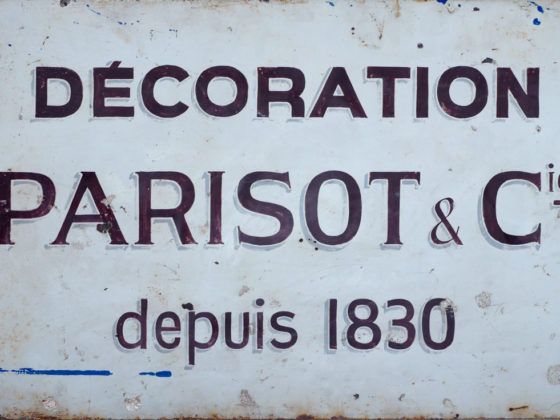 DÉCORATION
PARISOT & Cie
depuis 1830